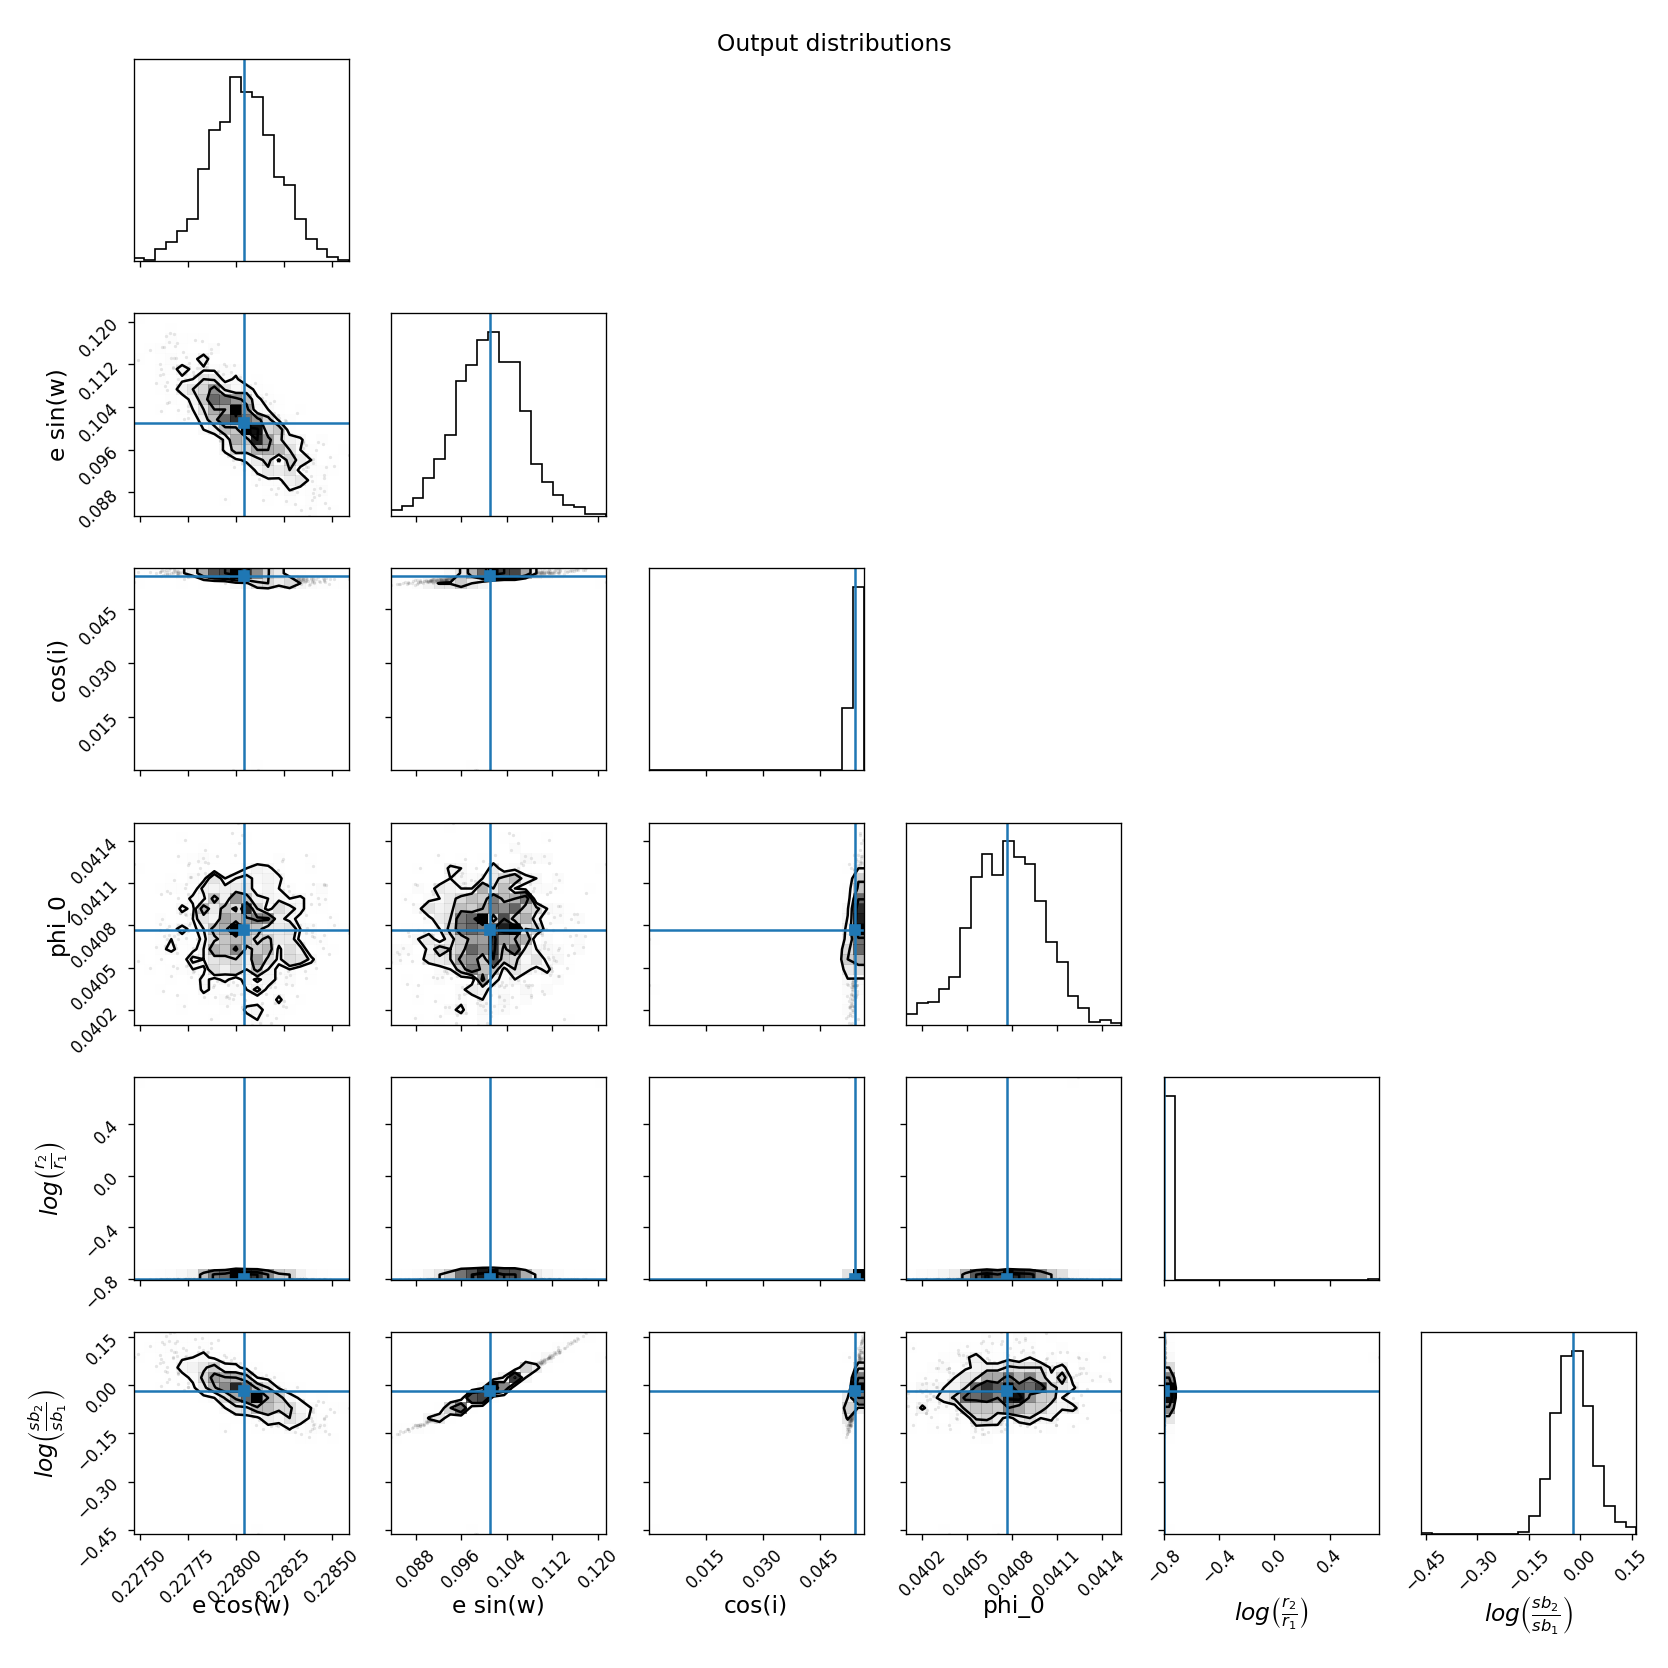 Output distributions
e sin(w)
0.120
0.112
0.104
0.096
0.088
cos(i)
0.045
0.030
0.015
phi_0
0.0414
0.0411
0.0408
0.0405
0.0402
log(r2/r1)
0.4
0.0
−0.4
−0.8
log(sb2/sb1)
0.15
0.00
−0.15
−0.30
−0.45
0.22750 0.22775 0.22800 0.22825 0.22850
e cos(w)
0.088 0.096 0.104 0.112 0.120
e sin(w)
0.015 0.030 0.045
cos(i)
0.0402 0.0405 0.0408 0.0411 0.0414
phi_0
−0.8 −0.4 0.0 0.4
log(r2/r1)
−0.45 −0.30 −0.15 0.00 0.15
log(sb2/sb1)